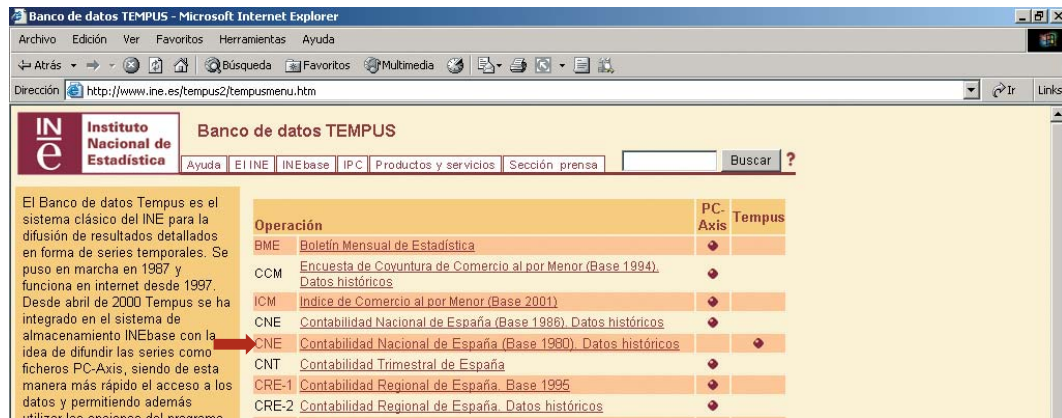 Banco de datos TEMPUS - Microsoft Internet Explorer
Archivo Edición Ver Favoritos Herramientas Ayuda
Atrás Búsqueda Favoritos Multimedia
Dirección http://www.ine.es/tempus2/tempusmenu.htm Ir Links
INe
Instituto
Nacional de
Estadística
Banco de datos TEMPUS
Ayuda El INE INEbase IPC Productos y servicios Sección prensa Buscar ?
El Banco de datos Tempus es el
sistema clásico del INE para la
difusión de resultados detallados
en forma de series temporales. Se
puso en marcha en 1987 y
funciona en internet desde 1997.
Desde abril de 2000 Tempus se ha
integrado en el sistema de
almacenamiento INEbase con la
idea de difundir las series como
ficheros PC-Axis, siendo de esta
manera más rápido el acceso a los
datos y permitiendo además
utilizar las opciones del programa
Operación PC-Axis Tempus
BME Boletín Mensual de Estadística
CCM Encuesta de Coyuntura de Comercio al por Menor (Base 1994).
Datos históricos
ICM Indice de Comercio al por Menor (Base 2001)
CNE Contabilidad Nacional de España (Base 1986). Datos históricos
CNE Contabilidad Nacional de España (Base 1980). Datos históricos
CNT Contabilidad Trimestral de España
CRE-1 Contabilidad Regional de España. Base 1995
CRE-2 Contabilidad Regional de España. Datos históricos